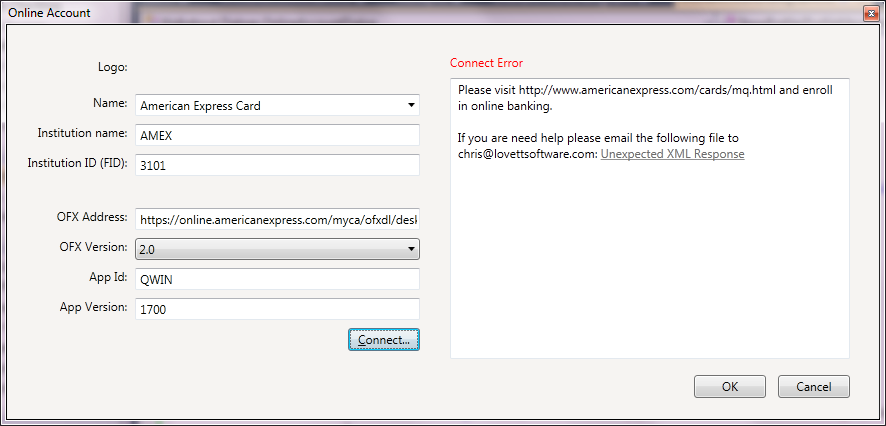 Online Account
Logo:
Name: American Express Card
Institution name: AMEX
Institution ID (FID): 3101
OFX Address: https://online.americanexpress.com/myca/ofxdl/desk
OFX Version: 2.0
App Id: QWIN
App Version: 1700
Connect...
Connect Error
Please visit http://www.americanexpress.com/cards/mq.html and enroll
in online banking.
If you are need help please email the following file to
chris@lovettsoftware.com: Unexpected XML Response
OK Cancel